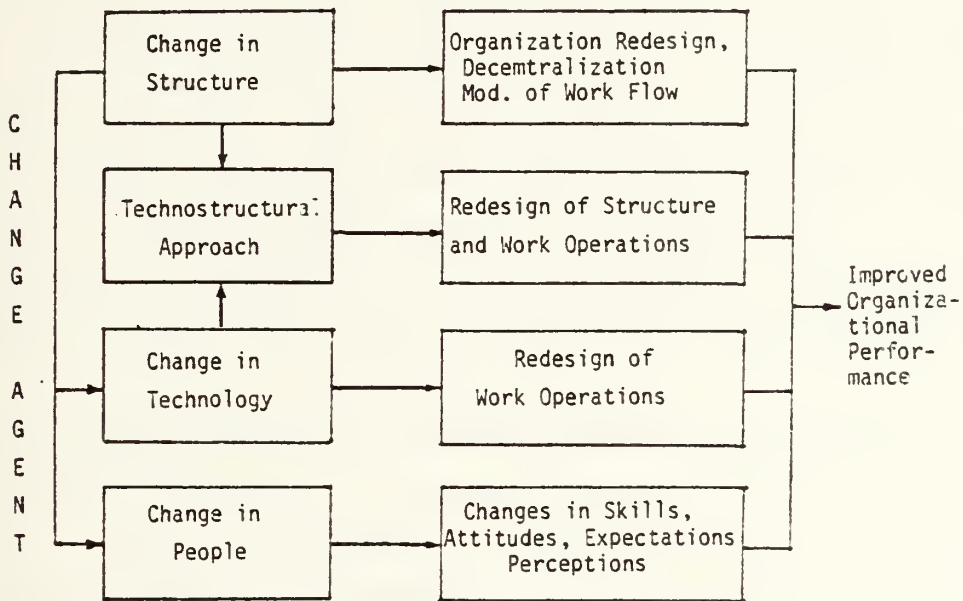 CHANGE AGENT
Change in
Structure
Organization Redesign,
Decemtralization
Mod. of Work Flow
Technostructural
Approach
Redesign of Structure
and Work Operations
Change in
Technology
Redesign of
Work Operations
Change in
People
Changes in Skills,
Attitudes, Expectations
Perceptions
Improved
Organiza-
tional
Perfor-
mance